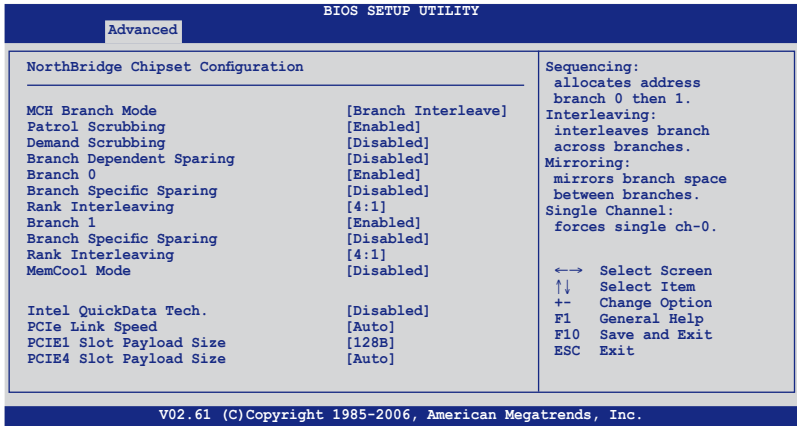 BIOS SETUP UTILITY
Advanced
NorthBridge Chipset Configuration
MCH Branch Mode [Branch Interleave]
Patrol Scrubbing [Enabled]
Demand Scrubbing [Disabled]
Branch Dependent Sparing [Disabled]
Branch 0 [Enabled]
Branch Specific Sparing [Disabled]
Rank Interleaving [4:1]
Branch 1 [Enabled]
Branch Specific Sparing [Disabled]
Rank Interleaving [4:1]
MemCool Mode [Disabled]
Intel QuickData Tech. [Disabled]
PCIe Link Speed [Auto]
PCIE1 Slot Payload Size [128B]
PCIE4 Slot Payload Size [Auto]
Sequencing:
allocates address
branch 0 then 1.
Interleaving:
interleaves branch
across branches.
Mirroring:
mirrors branch space
between branches.
Single Channel:
forces single ch-0.
←→ Select Screen
↑↓ Select Item
+- Change Option
F1 General Help
F10 Save and Exit
ESC Exit
V02.61 (C)Copyright 1985-2006, American Megatrends, Inc.